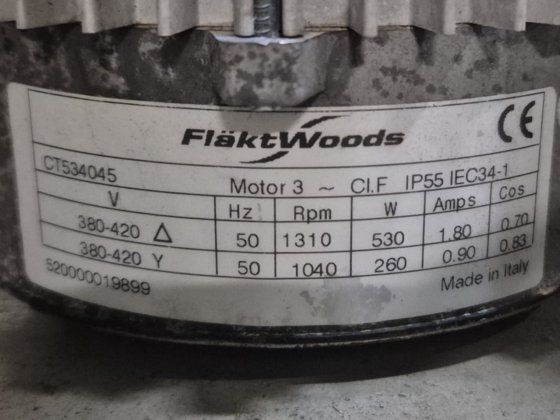 FläktWoods
CE
CT534045
Motor 3 ~ Cl.F IP55 IEC34-1
V Hz Rpm W Amps Cos
380-420 Δ 50 1310 530 1.80 0.70
380-420 Y 50 1040 260 0.90 0.83
520000019899 Made in Italy